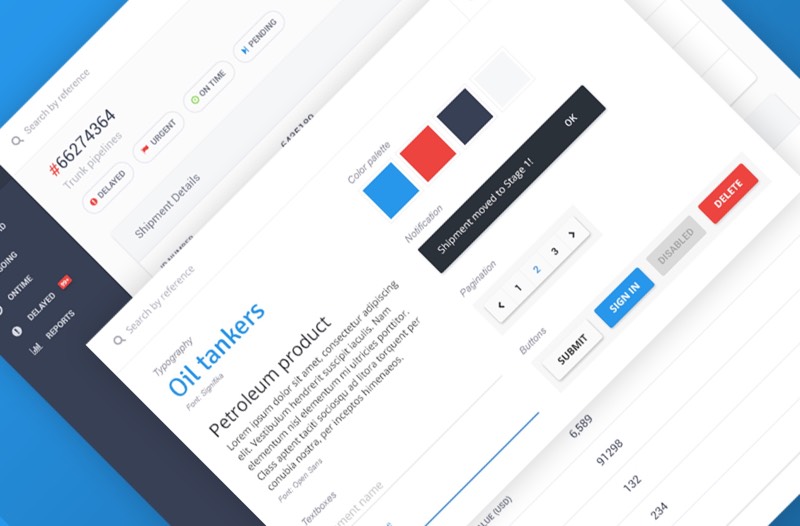 Search by reference
#66274364
Trunk pipelines
DELAYED
URGENT
ON TIME
PENDING
Shipment Details
ONTIME
DELAYED
99+
REPORTS
Search by reference
Typography
Oil tankers
Font: Signika
Petroleum product
Lorem ipsum dolor sit amet, consectetur adipiscing
elit. Vestibulum hendrerit suscipit iaculis. Nam
elementum nisl elementum mi ultricies porttitor.
Class aptent taciti sociosqu ad litora torquent per
conubia nostra, per inceptos himenaeos.
Font: Open Sans
Textboxes
Color palette
Notification
Shipment moved to Stage 1!
OK
Pagination
1
2
3
Buttons
SUBMIT
SIGN IN
DISABLED
DELETE
(USD)
6,589
91298
132
234